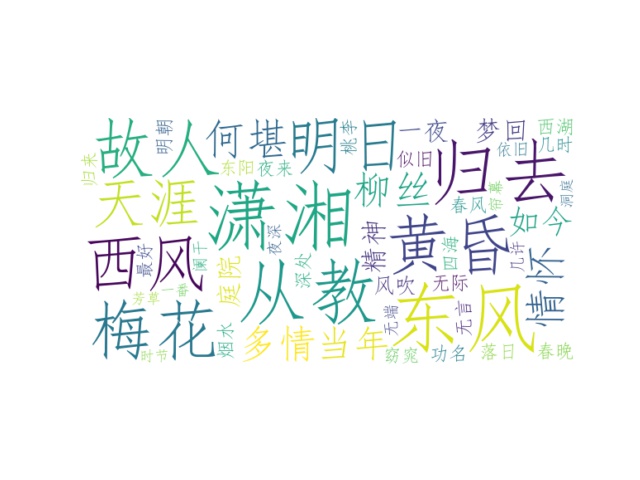 故人
明朝
何堪
明日
桃李
一夜
梦回
西湖
归来
东阳
夜来
似旧
依旧
几时
归去
天涯
潇湘
柳丝
春风
帘幕
洞庭
如今
西风
最好
阑干
庭院
夜深
深处
从教
精神
黄昏
四海
几许
情怀
芳草
风吹
无际
梅花
时节
烟水
多情
当年
无端
东风
无言
窈窕
功名
落日
春晚